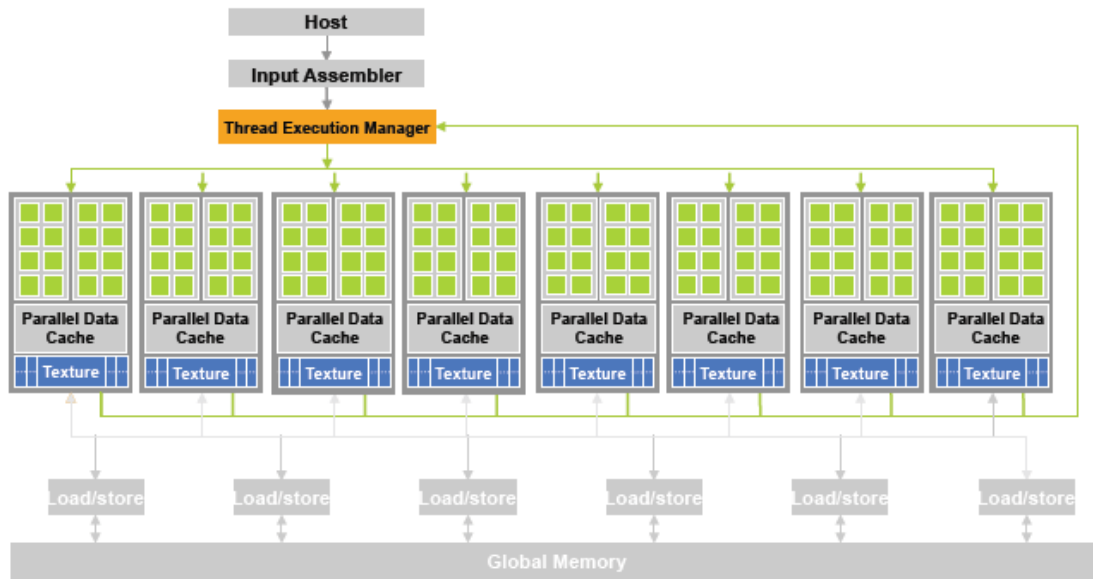 Host
Input Assembler
Thread Execution Manager
Parallel Data
Cache
Parallel Data
Cache
Parallel Data
Cache
Parallel Data
Cache
Parallel Data
Cache
Parallel Data
Cache
Parallel Data
Cache
Parallel Data
Cache
Texture
Texture
Texture
Texture
Texture
Texture
Texture
Texture
Load/store
Load/store
Load/store
Load/store
Load/store
Load/store
Global Memory